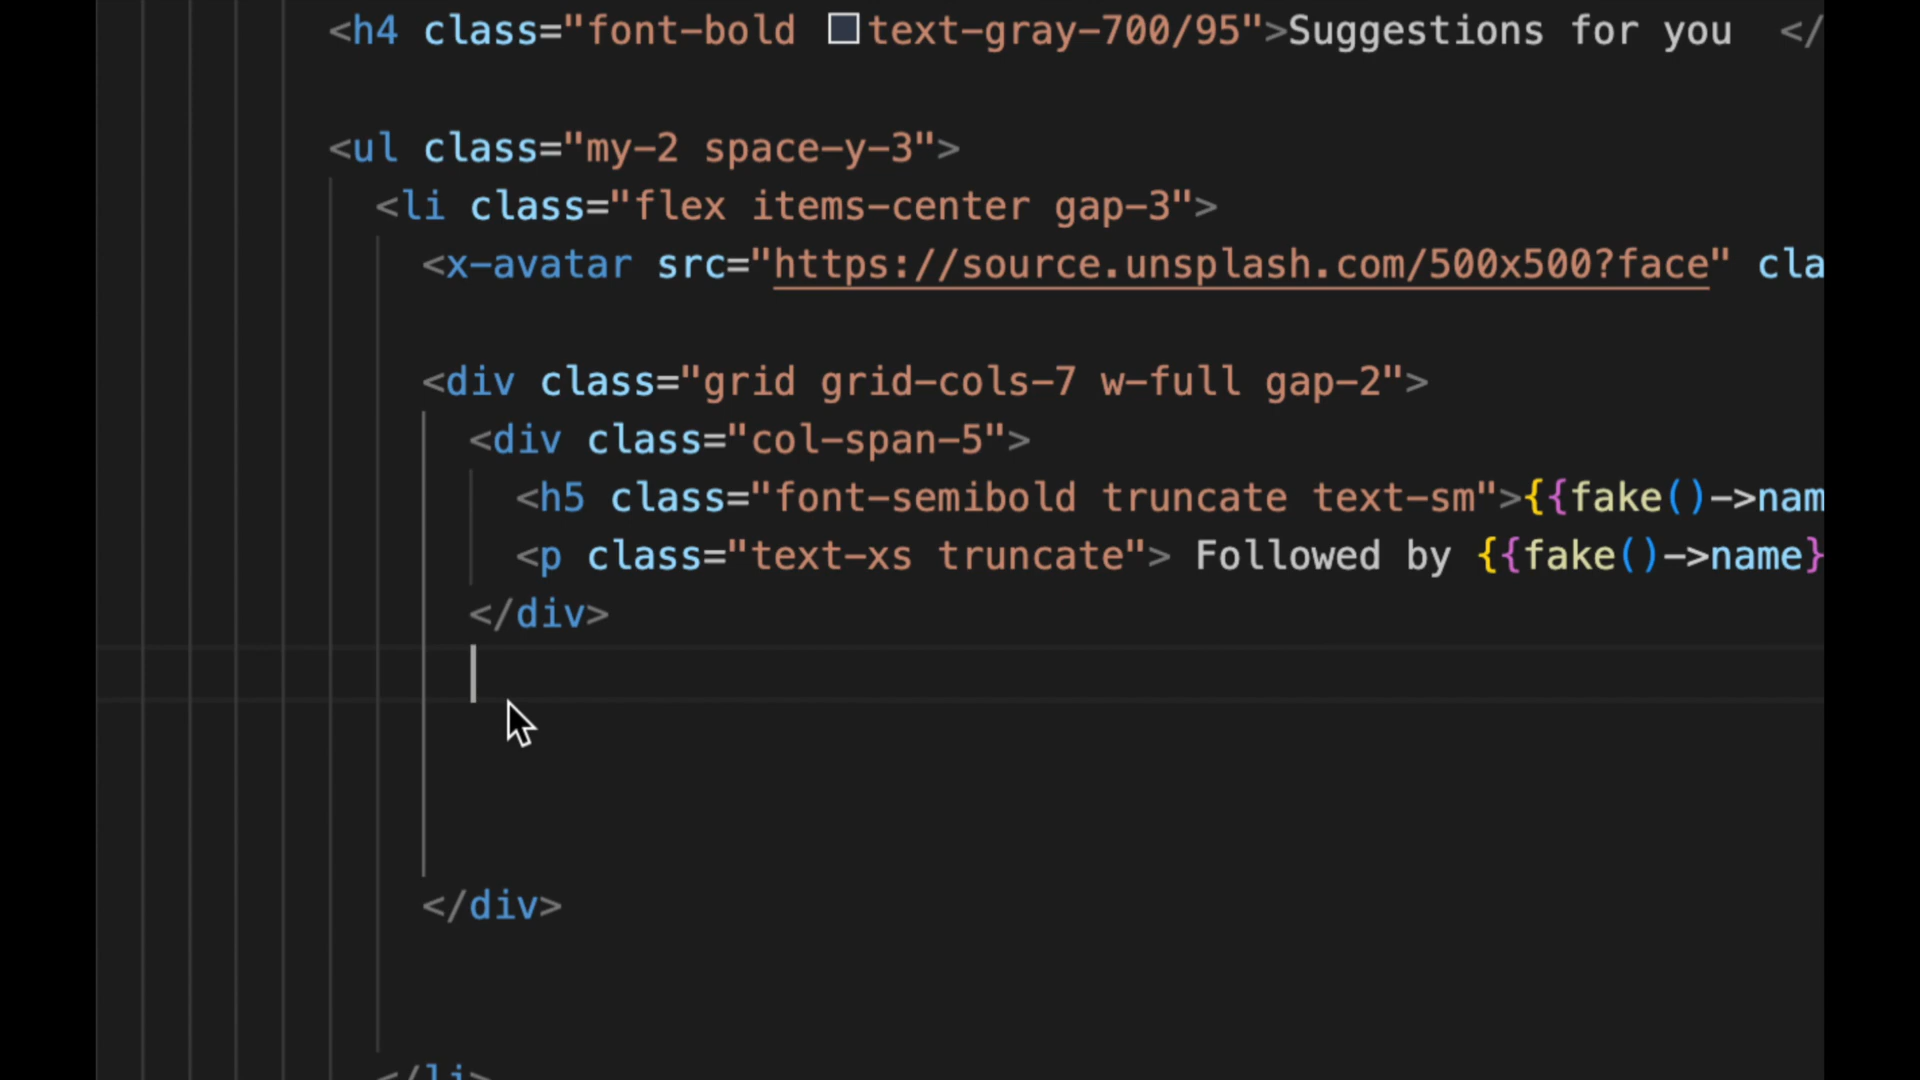 <h4 class="font-bold text-gray-700/95">Suggestions for you </
<ul class="my-2 space-y-3">
<li class="flex items-center gap-3">
<x-avatar src="https://source.unsplash.com/500x500?face" cla
<div class="grid grid-cols-7 w-full gap-2">
<div class="col-span-5">
<h5 class="font-semibold truncate text-sm">{{fake()->nam
<p class="text-xs truncate"> Followed by {{fake()->name}
</div>
</div>
</li>